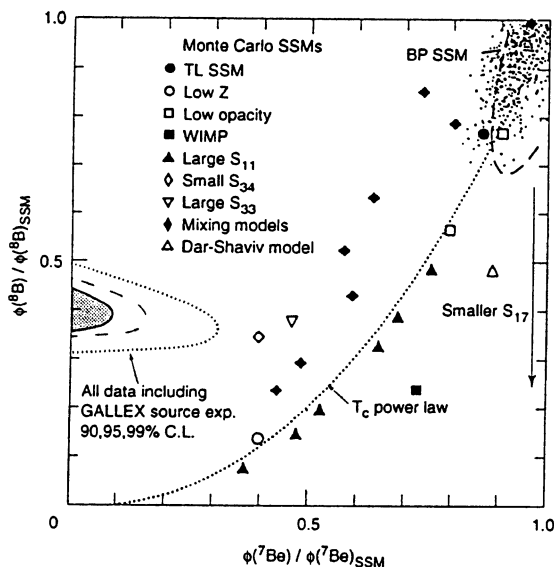 1.0
Monte Carlo SSMs
TL SSM
Low Z
Low opacity
WIMP
Large S11
Small S34
Large S33
Mixing models
Dar-Shaviv model
BP SSM
0.5
Smaller S17
Tc power law
All data including
GALLEX source exp.
90,95,99% C.L.
0
0
0.5
1.0
ϕ(⁸B) / ϕ(⁸B)SSM
ϕ(⁷Be) / ϕ(⁷Be)SSM